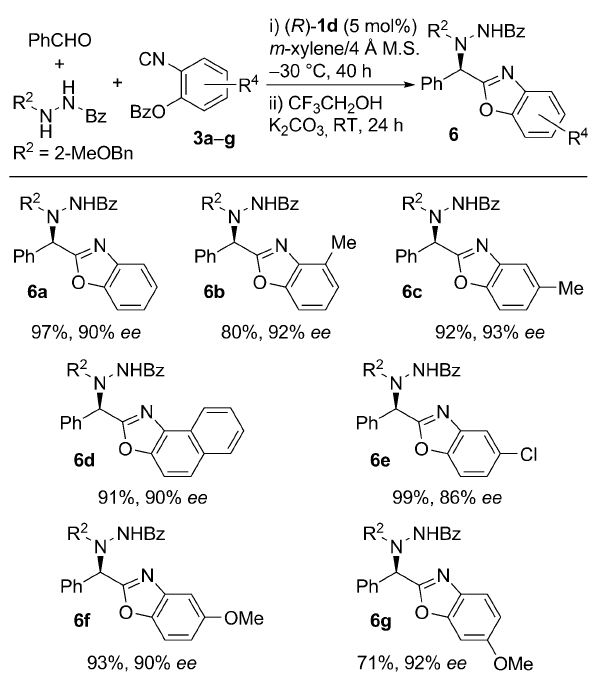 PhCHO
+
R² N H H N Bz
R² = 2-MeOBn
+
CN
BzO
R⁴
3a–g
i) (R)-1d (5 mol%)
m-xylene/4 Å M.S.
–30 °C, 40 h
ii) CF₃CH₂OH
K₂CO₃, RT, 24 h
R² N NHBz
Ph N
O
6 R⁴
R² N NHBz
Ph N
O
6a
97%, 90% ee
R² N NHBz
Ph N Me
O
6b
80%, 92% ee
R² N NHBz
Ph N
O Me
6c
92%, 93% ee
R² N NHBz
Ph N
O
6d
91%, 90% ee
R² N NHBz
Ph N
O Cl
6e
99%, 86% ee
R² N NHBz
Ph N
O OMe
6f
93%, 90% ee
R² N NHBz
Ph N
O
6g OMe
71%, 92% ee